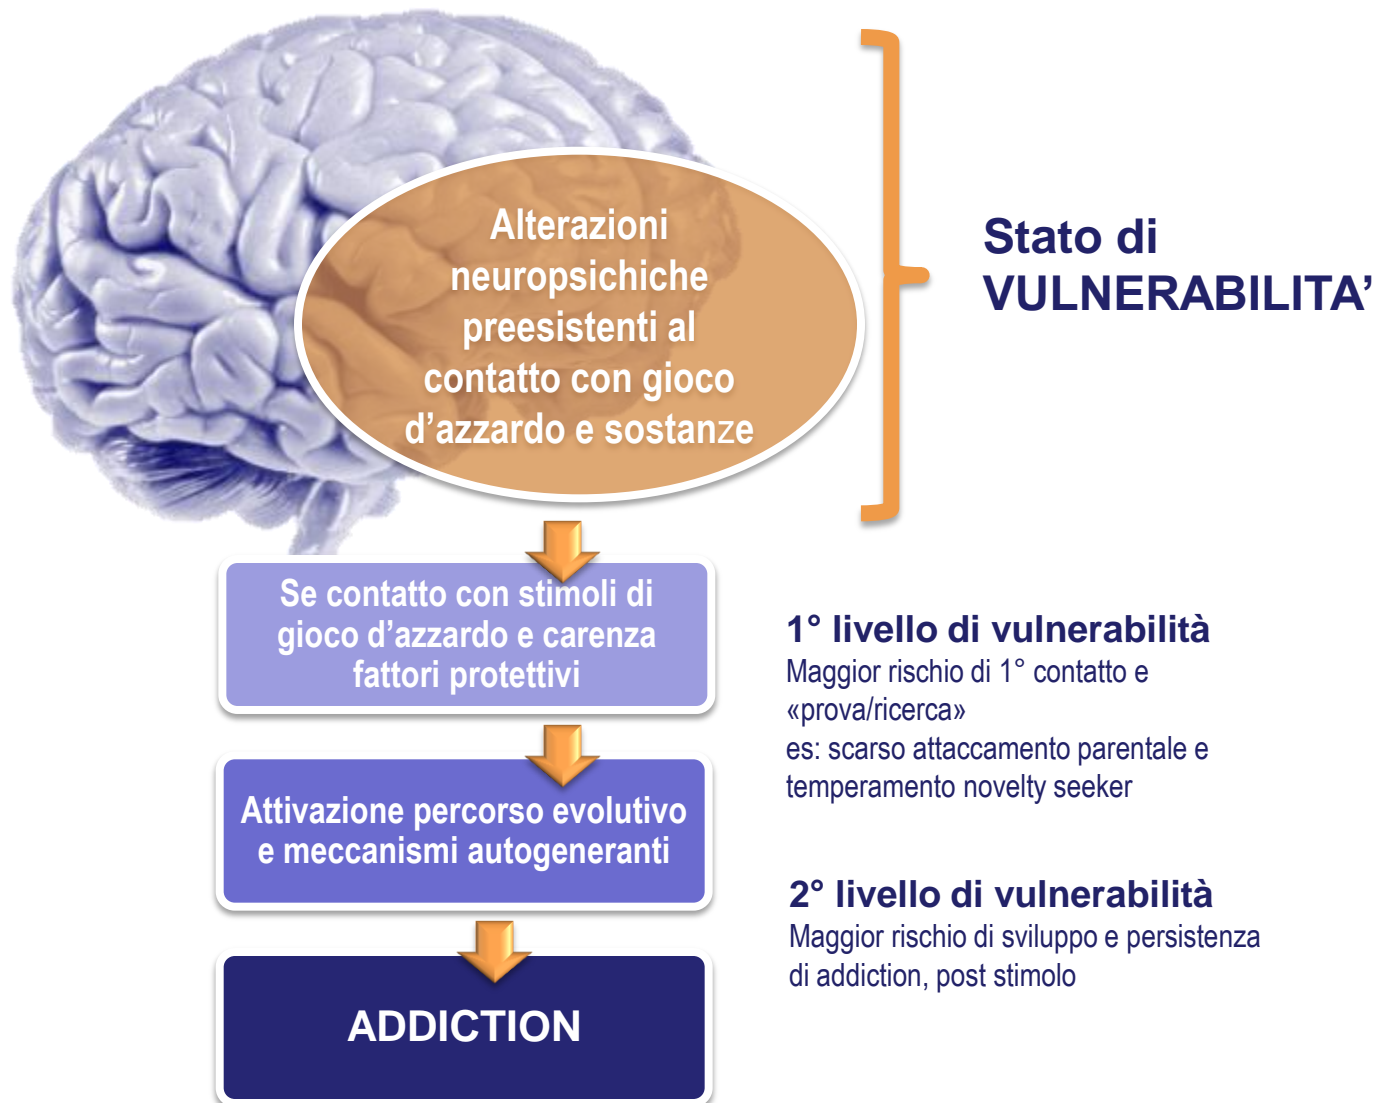 Alterazioni
neuropsichiche
preesistenti al
contatto con gioco
d’azzardo e sostanze
Stato di
VULNERABILITA’
Se contatto con stimoli di
gioco d’azzardo e carenza
fattori protettivi
1° livello di vulnerabilità
Maggior rischio di 1° contatto e
«prova/ricerca»
es: scarso attaccamento parentale e
temperamento novelty seeker
Attivazione percorso evolutivo
e meccanismi autogeneranti
2° livello di vulnerabilità
Maggior rischio di sviluppo e persistenza
di addiction, post stimolo
ADDICTION